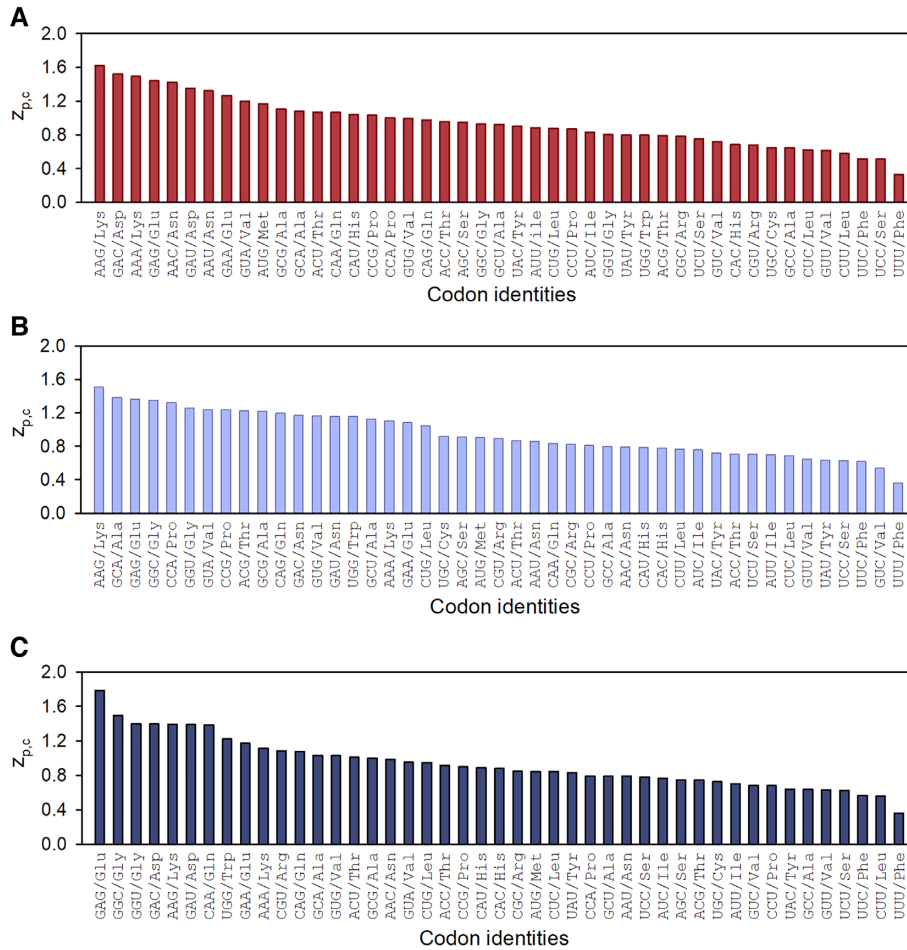 A
2.0
1.6
1.2
0.8
0.4
0.0
z_p,c
AAG/Lys
GAC/Asp
AAA/Lys
GAG/Glu
AAC/Asn
GAU/Asp
AAU/Asn
GAA/Glu
GUA/Val
AUG/Met
GCG/Ala
GCA/Ala
ACU/Thr
CAA/Gln
CAU/His
CCG/Pro
CCA/Pro
GUG/Val
CAG/Gln
ACC/Thr
AGC/Ser
GGC/Gly
GCU/Ala
UAC/Tyr
AUU/ile
CUG/Leu
CCU/Pro
AUC/Ile
GGU/Gly
UAU/Tyr
UGG/Trp
ACG/Thr
CGC/Arg
UCU/Ser
GUC/Val
CAC/His
CGU/Arg
UGC/Cys
GCC/Ala
CUC/Leu
GUU/Val
CUU/Leu
UUC/Phe
UCC/Ser
UUU/Phe
Codon identities
B
2.0
1.6
1.2
0.8
0.4
0.0
z_p,c
AAG/Lys
GCA/Ala
GAG/Glu
GGC/Gly
CCA/Pro
GGU/Gly
GUA/Val
CCG/Pro
ACG/Thr
GCG/Ala
CAG/Gln
GAC/Asn
GUG/Val
GAU/Asn
UGG/Trp
GCU/Ala
AAA/Lys
GAA/Glu
CUG/Leu
UGC/Cys
AGC/Ser
AUG/Met
CGU/Arg
ACU/Thr
AAU/Asn
CAA/Gln
CGC/Arg
CCU/Pro
GCC/Ala
AAC/Asn
CAU/His
CAC/His
CUU/Leu
AUC/Ile
UAC/Tyr
ACC/Thr
UCU/Ser
AUU/Ile
CUC/Leu
GUU/Val
UAU/Tyr
UCC/Ser
UUC/Phe
GUC/Val
UUU/Phe
Codon identities
C
2.0
1.6
1.2
0.8
0.4
0.0
z_p,c
GAG/Glu
GGC/Gly
GGU/Gly
GAC/Asp
AAG/Lys
GAU/Asp
CAA/Gln
UGG/Trp
GAA/Glu
AAA/Lys
CGU/Arg
CAG/Gln
GCA/Ala
GUG/Val
ACU/Thr
GCG/Ala
AAC/Asn
GUA/Val
CUG/Leu
ACC/Thr
CCG/Pro
CAU/His
CAC/His
CGC/Arg
AUG/Met
CUC/Leu
UAU/Tyr
CCA/Pro
GCU/Ala
AAU/Asn
UCC/Ser
AUC/Ile
AGC/Ser
ACG/Thr
UGC/Cys
AUU/Ile
GUC/Val
CCU/Pro
UAC/Tyr
GCC/Ala
GUU/Val
UCU/Ser
UUC/Phe
CUU/Leu
UUU/Phe
Codon identities